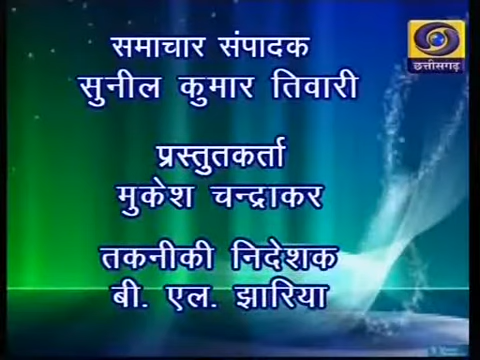 समाचार संपादक
छत्तीसगढ़
सुनील कुमार तिवारी
प्रस्तुतकर्ता
मुकेश चन्द्राकर
तकनीकी निदेशक
बी. एल. झारिया